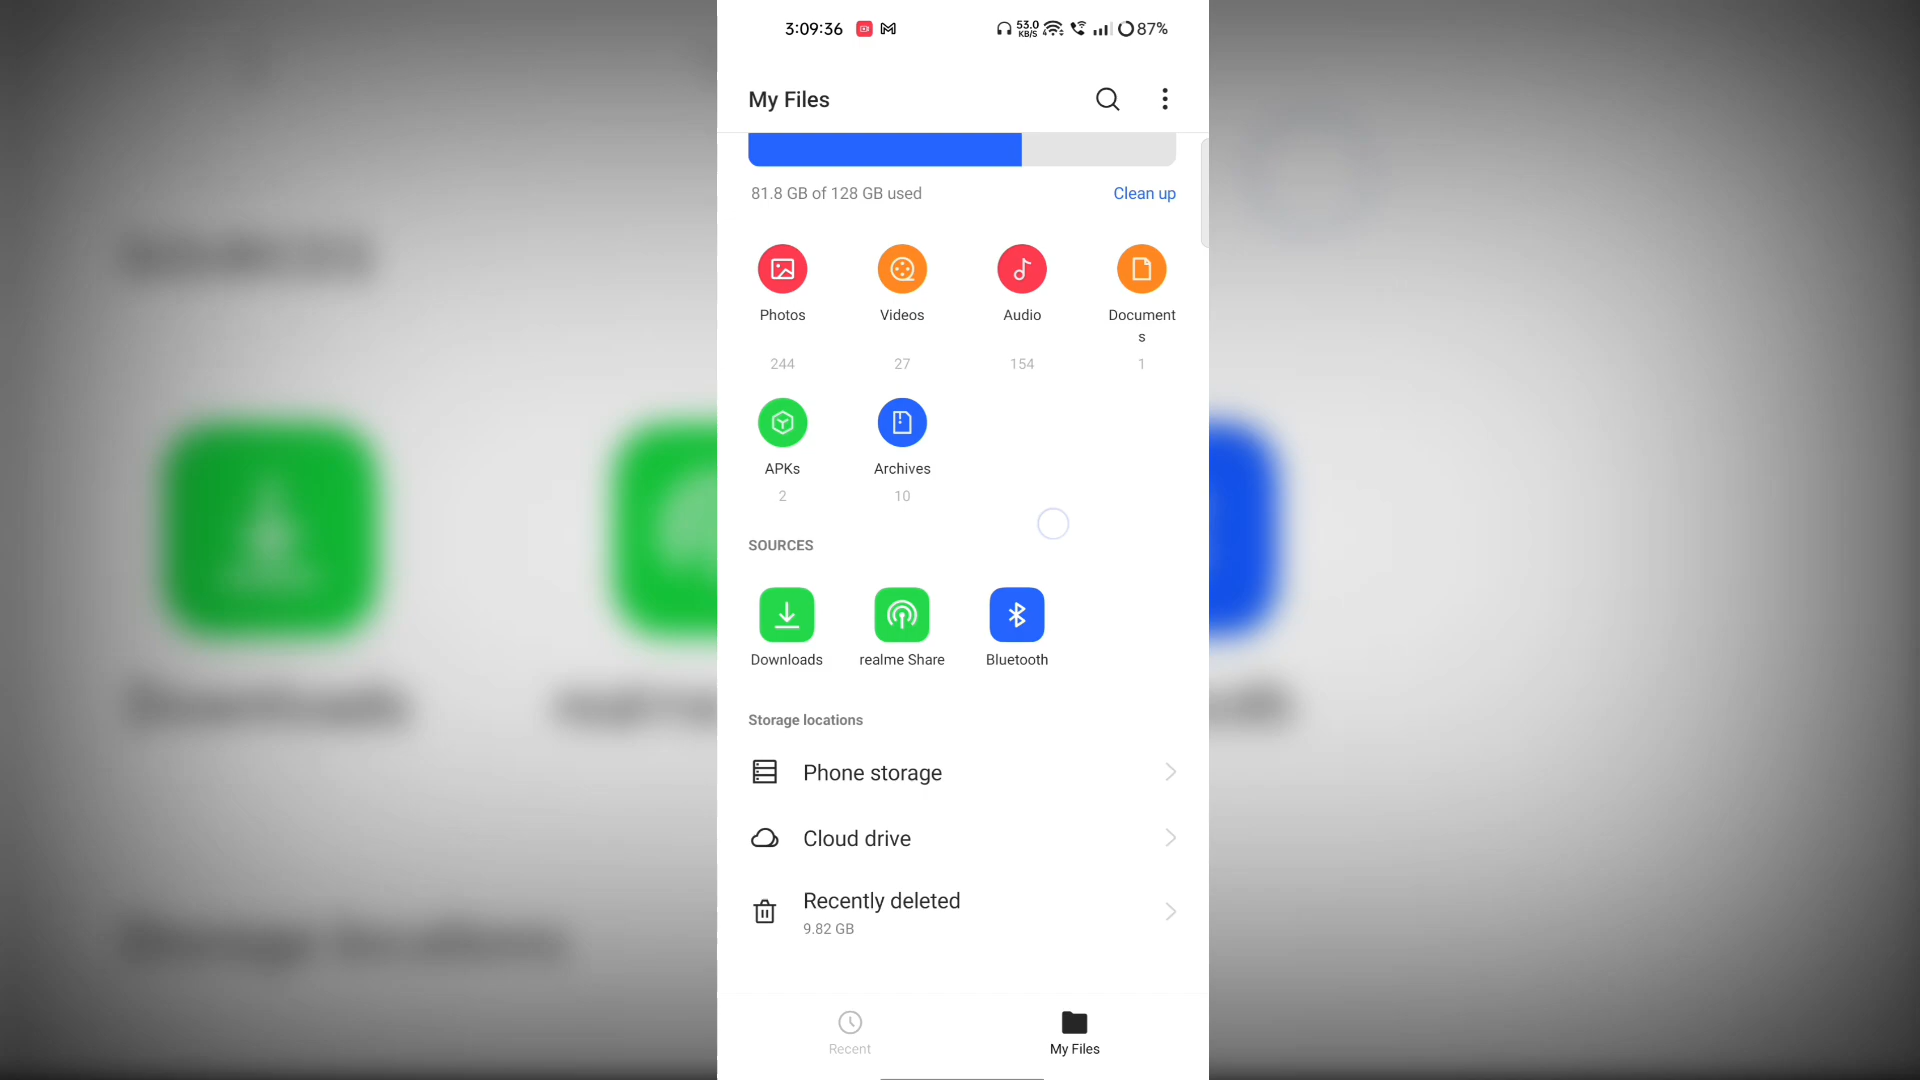 3:09:36
53.0
KB/S
87%
My Files
81.8 GB of 128 GB used
Clean up
Photos
Videos
Audio
Document
s
244
27
154
1
APKs
Archives
2
10
SOURCES
Downloads
realme Share
Bluetooth
Storage locations
Phone storage
Cloud drive
Recently deleted
9.82 GB
Recent
My Files